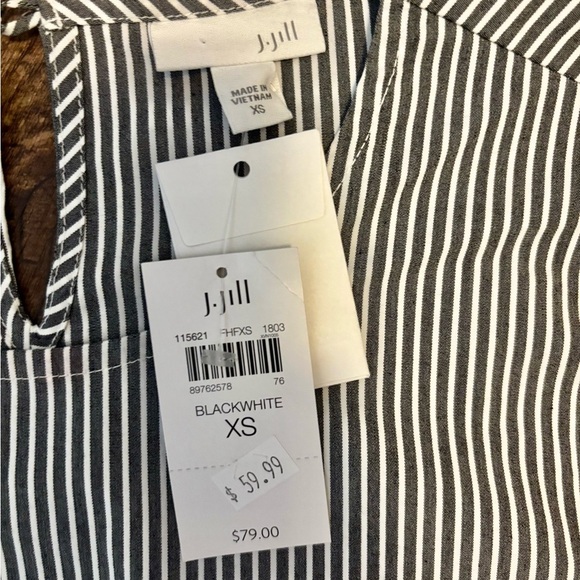 J.Jill
MADE IN
VIETNAM
XS
J.Jill
115621 FHFXS 1803
89762578 76
BLACKWHITE
XS
$ 59.99
$79.00